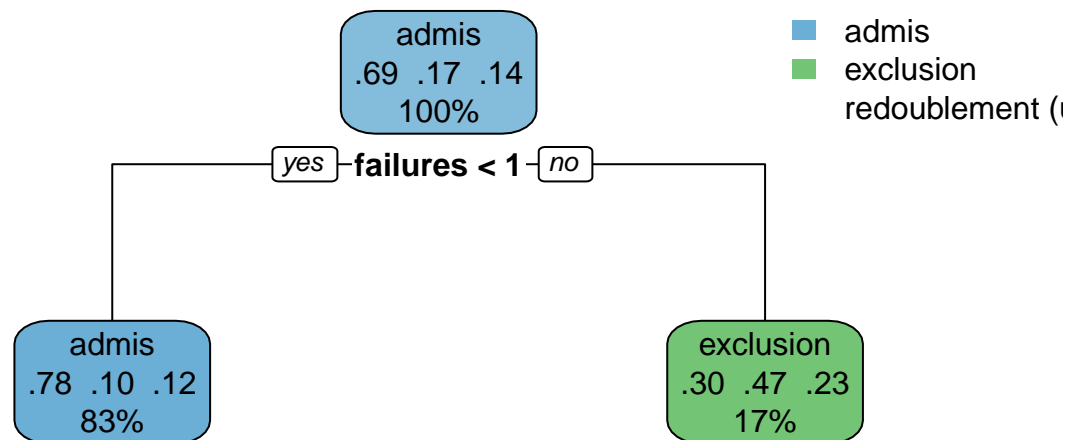 admis
.69 .17 .14
100%
admis
exclusion
redoublement (
yes failures < 1 no
admis
.78 .10 .12
83%
exclusion
.30 .47 .23
17%